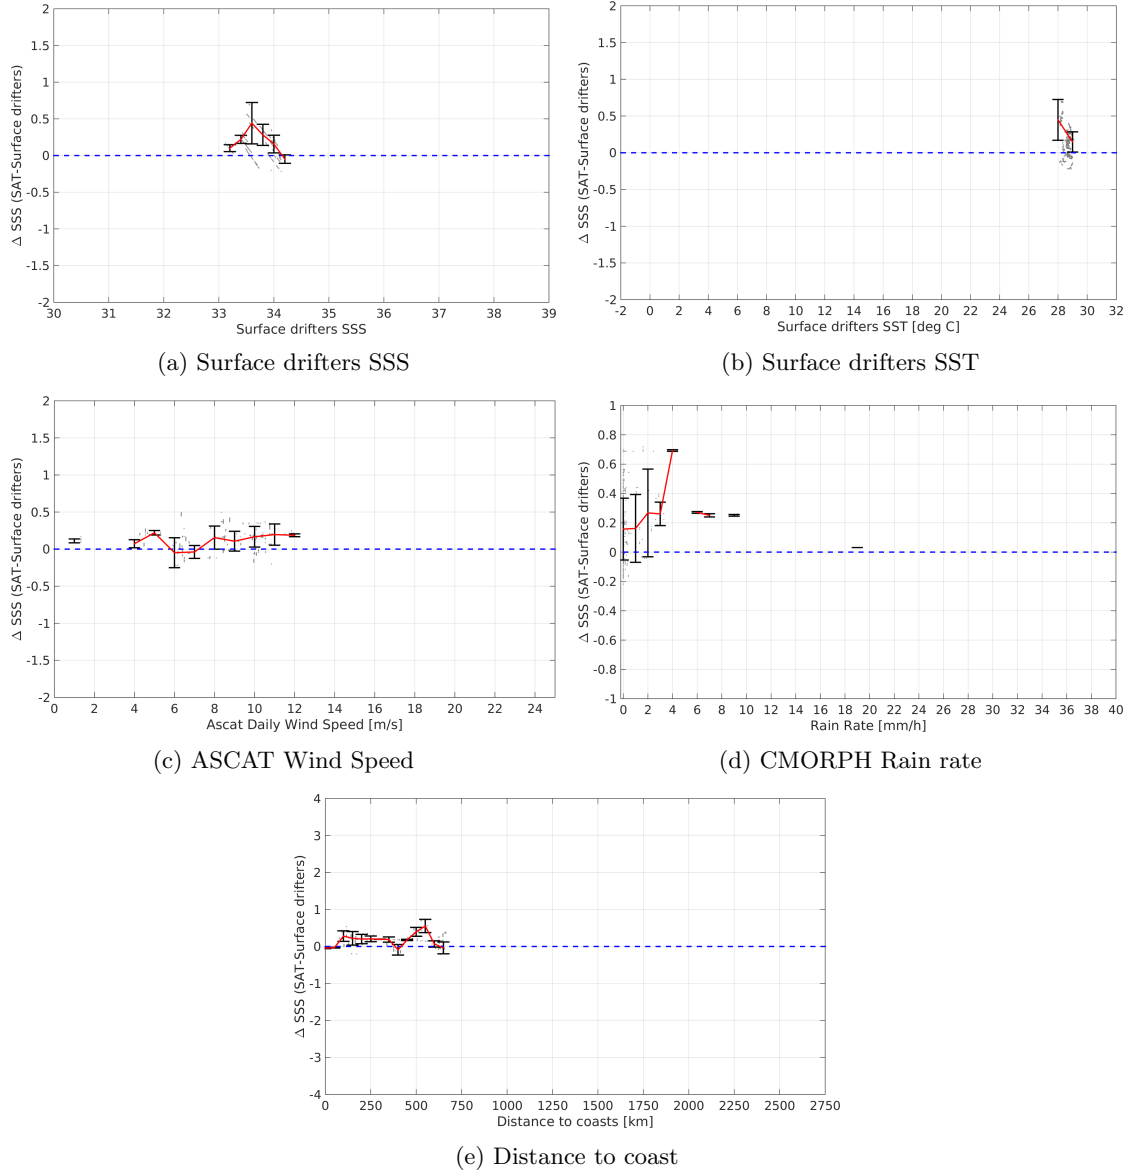 2
1.5
1
0.5
0
-0.5
-1
-1.5
-2
Δ SSS (SAT-Surface drifters)
30 31 32 33 34 35 36 37 38 39
Surface drifters SSS
(a) Surface drifters SSS
2
1.5
1
0.5
0
-0.5
-1
-1.5
-2
Δ SSS (SAT-Surface drifters)
-2 0 2 4 6 8 10 12 14 16 18 20 22 24 26 28 30 32
Surface drifters SST [deg C]
(b) Surface drifters SST
2
1.5
1
0.5
0
-0.5
-1
-1.5
-2
Δ SSS (SAT-Surface drifters)
0 2 4 6 8 10 12 14 16 18 20 22 24
Ascat Daily Wind Speed [m/s]
(c) ASCAT Wind Speed
1
0.8
0.6
0.4
0.2
0
-0.2
-0.4
-0.6
-0.8
-1
Δ SSS (SAT-Surface drifters)
0 2 4 6 8 10 12 14 16 18 20 22 24 26 28 30 32 34 36 38 40
Rain Rate [mm/h]
(d) CMORPH Rain rate
4
3
2
1
0
-1
-2
-3
-4
Δ SSS (SAT-Surface drifters)
0 250 500 750 1000 1250 1500 1750 2000 2250 2500 2750
Distance to coasts [km]
(e) Distance to coast